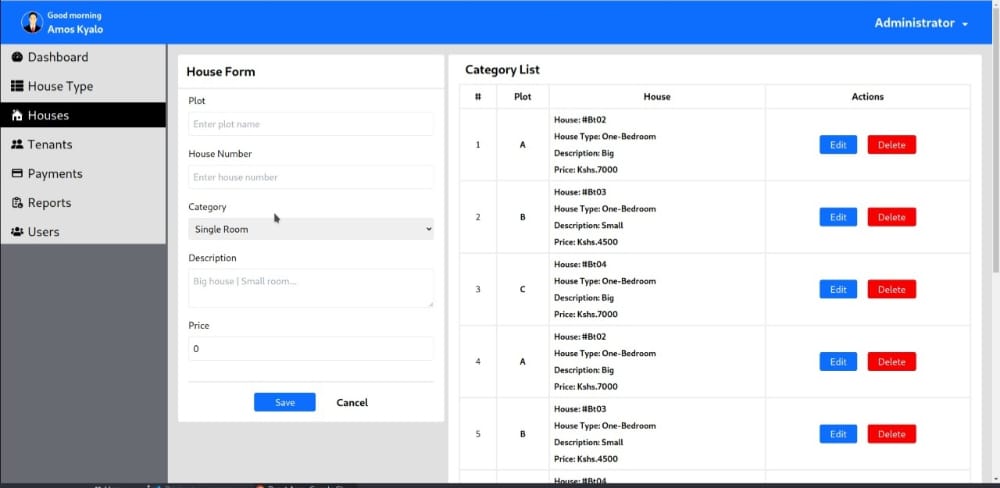 Good morning
Amos Kyalo
Administrator
Dashboard
House Type
Houses
Tenants
Payments
Reports
Users
House Form
Plot
Enter plot name
House Number
Enter house number
Category
Single Room
Description
Big house | Small room...
Price
0
Save Cancel
Category List
# Plot House Actions
House: #Bt02
House Type: One-Bedroom
1 A Edit Delete
Description: Big
Price: Kshs.7000
House: #Bt03
House Type: One-Bedroom
2 B Edit Delete
Description: Small
Price: Kshs.4500
House: #Bt04
House Type: One-Bedroom
3 C Edit Delete
Description: Big
Price: Kshs.7000
House: #Bt02
House Type: One-Bedroom
4 A Edit Delete
Description: Big
Price: Kshs.7000
House: #Bt03
House Type: One-Bedroom
5 B Edit Delete
Description: Small
Price: Kshs.4500
House: #Bt04